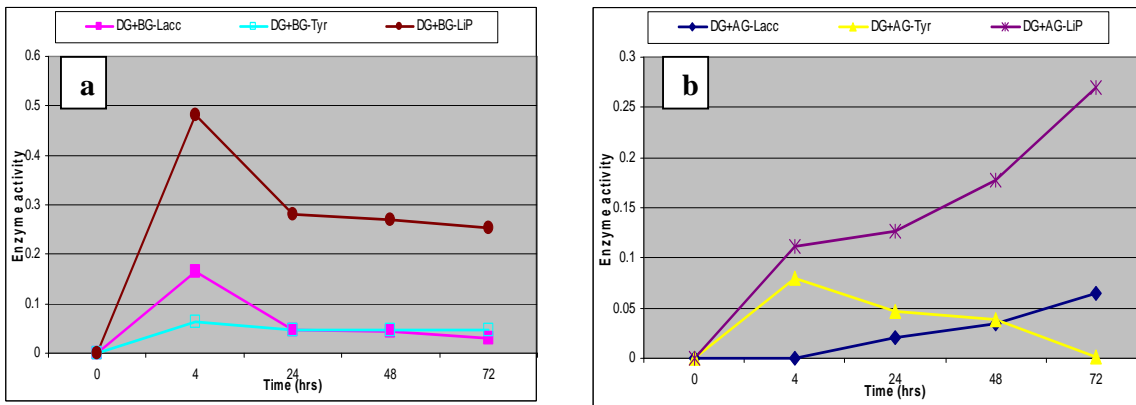 DG+BG-Lacc DG+BG-Tyr DG+BG-LiP
a
0.6
0.5
0.4
0.3
0.2
0.1
0
Enzyme activity
0 4 24 48 72
Time (hrs)
DG+AG-Lacc DG+AG-Tyr DG+AG-LiP
b
0.3
0.25
0.2
0.15
0.1
0.05
0
Enzyme activity
0 4 24 48 72
Time (hrs)